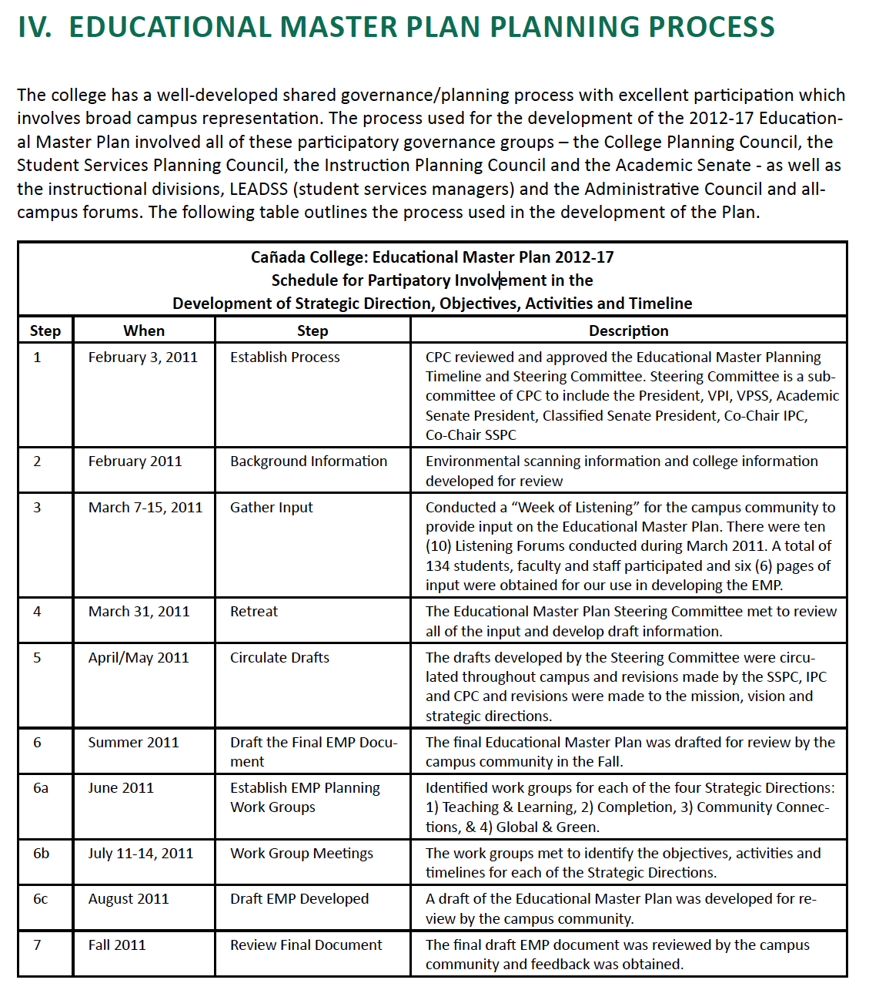 IV. EDUCATIONAL MASTER PLAN PLANNING PROCESS
The college has a well-developed shared governance/planning process with excellent participation which
involves broad campus representation. The process used for the development of the 2012-17 Education-
al Master Plan involved all of these participatory governance groups – the College Planning Council, the
Student Services Planning Council, the Instruction Planning Council and the Academic Senate - as well as
the instructional divisions, LEADSS (student services managers) and the Administrative Council and all-
campus forums. The following table outlines the process used in the development of the Plan.
Cañada College: Educational Master Plan 2012-17
Schedule for Partipatory Involvement in the
Development of Strategic Direction, Objectives, Activities and Timeline
Step When Step Description
1 February 3, 2011 Establish Process CPC reviewed and approved the Educational Master Planning
Timeline and Steering Committee. Steering Committee is a sub-
committee of CPC to include the President, VPI, VPSS, Academic
Senate President, Classified Senate President, Co-Chair IPC,
Co-Chair SSPC
2 February 2011 Background Information Environmental scanning information and college information
developed for review
3 March 7-15, 2011 Gather Input Conducted a “Week of Listening” for the campus community to
provide input on the Educational Master Plan. There were ten
(10) Listening Forums conducted during March 2011. A total of
134 students, faculty and staff participated and six (6) pages of
input were obtained for our use in developing the EMP.
4 March 31, 2011 Retreat The Educational Master Plan Steering Committee met to review
all of the input and develop draft information.
5 April/May 2011 Circulate Drafts The drafts developed by the Steering Committee were circu-
lated throughout campus and revisions made by the SSPC, IPC
and CPC and revisions were made to the mission, vision and
strategic directions.
6 Summer 2011 Draft the Final EMP Docu- The final Educational Master Plan was drafted for review by the
ment campus community in the Fall.
6a June 2011 Establish EMP Planning Identified work groups for each of the four Strategic Directions:
Work Groups 1) Teaching & Learning, 2) Completion, 3) Community Connec-
tions, & 4) Global & Green.
6b July 11-14, 2011 Work Group Meetings The work groups met to identify the objectives, activities and
timelines for each of the Strategic Directions.
6c August 2011 Draft EMP Developed A draft of the Educational Master Plan was developed for re-
view by the campus community.
7 Fall 2011 Review Final Document The final draft EMP document was reviewed by the campus
community and feedback was obtained.